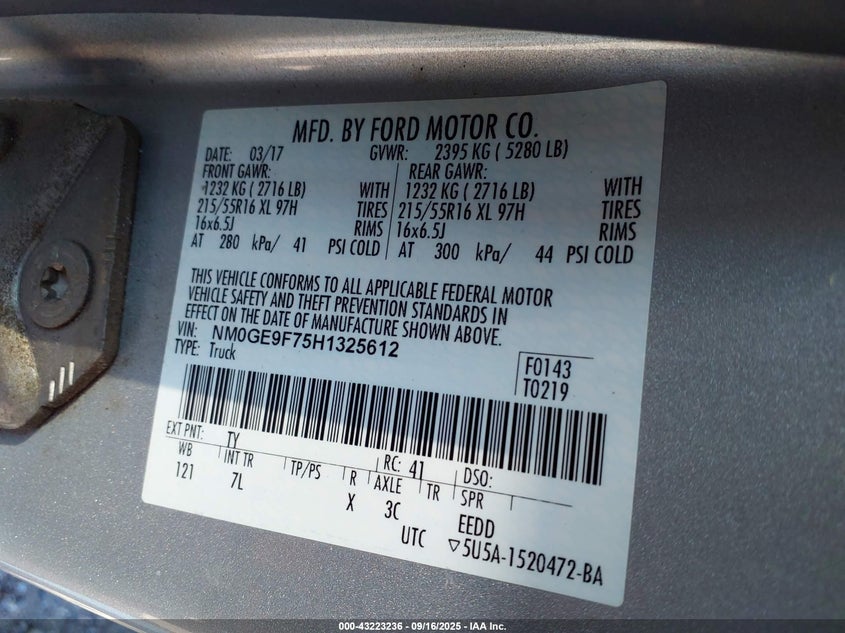 MFD. BY FORD MOTOR CO.
DATE: 03/17 GVWR: 2395 KG ( 5280 LB)
FRONT GAWR: REAR GAWR:
1232 KG ( 2716 LB) WITH 1232 KG ( 2716 LB) WITH
215/55R16 XL 97H TIRES 215/55R16 XL 97H TIRES
16x6.5J RIMS 16x6.5J RIMS
AT 280 kPa/ 41 PSI COLD AT 300 kPa/ 44 PSI COLD
THIS VEHICLE CONFORMS TO ALL APPLICABLE FEDERAL MOTOR
VEHICLE SAFETY AND THEFT PREVENTION STANDARDS IN
EFFECT ON THE DATE OF MANUFACTURE SHOWN ABOVE.
VIN: NM0GE9F75H1325612
TYPE: Truck
F0143
T0219
EXT PNT: TY RC: 41 DSO:
WB INT TR TP/PS R AXLE TR SPR
121 7L X 3C EEDD
UTC ▽5U5A-1520472-BA
000-43223236 - 09/16/2025 - IAA Inc.